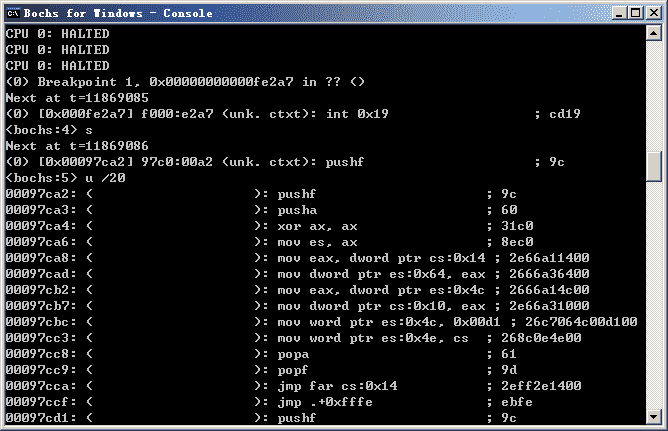 Bochs for Windows - Console
CPU 0: HALTED
CPU 0: HALTED
CPU 0: HALTED
(0) Breakpoint 1, 0x00000000000fe2a7 in ?? ()
Next at t=11869085
(0) [0x000fe2a7] f000:e2a7 (unk. ctxt): int 0x19 ; cd19
<bochs:4> s
Next at t=11869086
(0) [0x00097ca2] 97c0:00a2 (unk. ctxt): pushf ; 9c
<bochs:5> u /20
00097ca2: ( ): pushf ; 9c
00097ca3: ( ): pusha ; 60
00097ca4: ( ): xor ax, ax ; 31c0
00097ca6: ( ): mov es, ax ; 8ec0
00097ca8: ( ): mov eax, dword ptr cs:0x14 ; 2e66a11400
00097cad: ( ): mov dword ptr es:0x64, eax ; 2666a36400
00097cb2: ( ): mov eax, dword ptr es:0x4c ; 2666a14c00
00097cb7: ( ): mov dword ptr cs:0x10, eax ; 2e66a31000
00097cbc: ( ): mov word ptr es:0x4c, 0x00d1 ; 26c7064c00d100
00097cc3: ( ): mov word ptr es:0x4e, cs ; 268c0e4e00
00097cc8: ( ): popa ; 61
00097cc9: ( ): popf ; 9d
00097cca: ( ): jmp far cs:0x14 ; 2eff2e1400
00097ccf: ( ): jmp .+0xfffe ; ebfe
00097cd1: ( ): pushf ; 9c